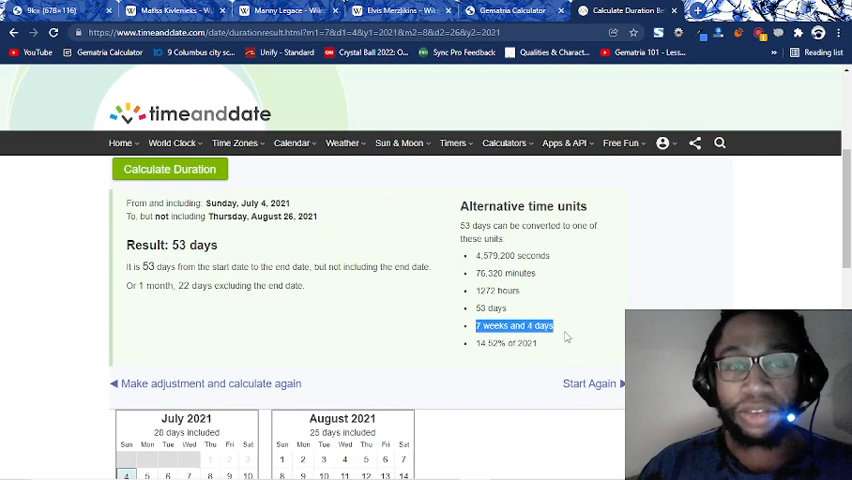 9k฿ (678×116)
Matiss Kivlenieks - W
Manny Legace - Wiki
Elvis Merzlikins - Wik
Gematria Calculator
Calculate Duration Be
https://www.timeanddate.com/date/durationresult.html?m1=7&d1=4&y1=2021&m2=8&d2=26&y2=2021
YouTube
Gematria Calculator
9 Columbus city sc...
Unify - Standard
Crystal Ball 2022: O...
Sync Pro Feedback
Qualities & Charact...
Gematria 101 - Less...
Reading list
timeanddate
Home World Clock Time Zones Calendar Weather Sun & Moon Timers Calculators Apps & API Free Fun
Calculate Duration
From and including: Sunday, July 4, 2021
To, but not including Thursday, August 26, 2021
Result: 53 days
It is 53 days from the start date to the end date, but not including the end date.
Or 1 month, 22 days excluding the end date.
Alternative time units
53 days can be converted to one of
these units:
4,579,200 seconds
76,320 minutes
1272 hours
53 days
7 weeks and 4 days
14.52% of 2021
Make adjustment and calculate again
Start Again
July 2021
28 days included
Sun Mon Tue Wed Thu Fri Sat
1 2 3
4 5 6 7 8 9 10
August 2021
25 days included
Sun Mon Tue Wed Thu Fri Sat
1 2 3 4 5 6 7
8 9 10 11 12 13 14